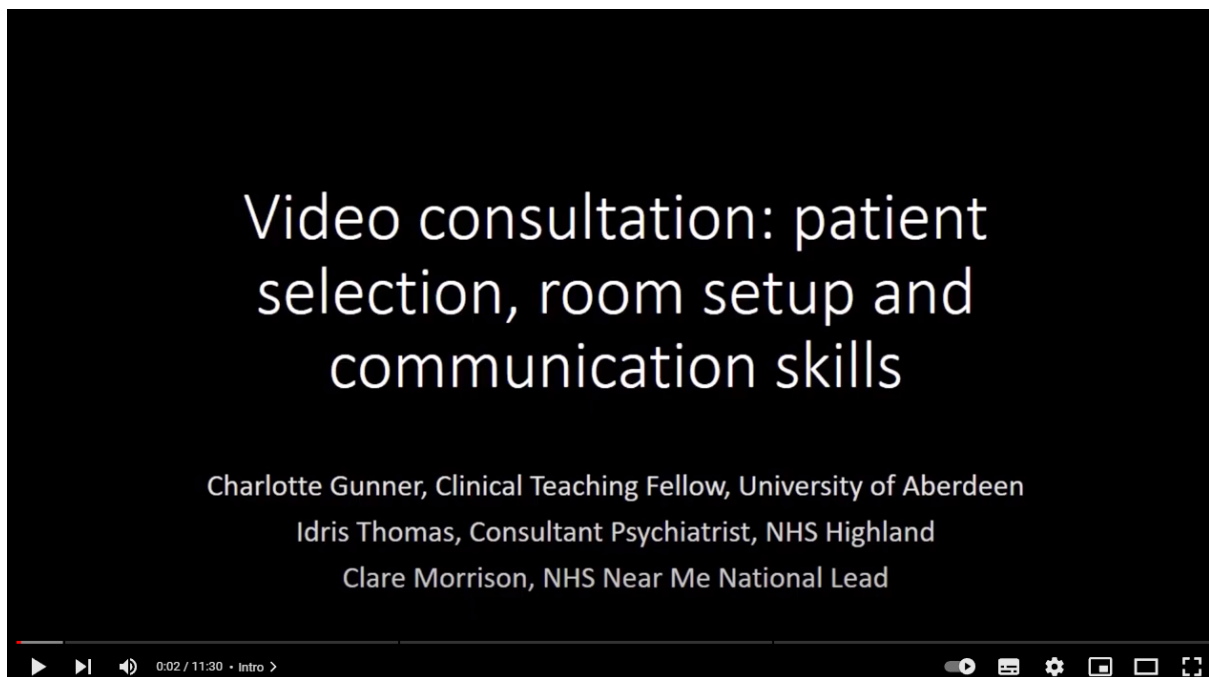 Video consultation: patient
selection, room setup and
communication skills
Charlotte Gunner, Clinical Teaching Fellow, University of Aberdeen
Idris Thomas, Consultant Psychiatrist, NHS Highland
Clare Morrison, NHS Near Me National Lead
0:02 / 11:30 • Intro >